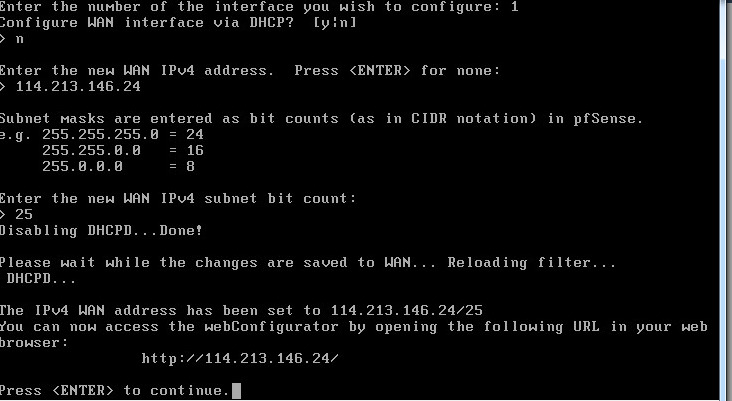 Enter the number of the interface you wish to configure: 1
Configure WAN interface via DHCP?  [y|n]
> n
Enter the new WAN IPv4 address.  Press <ENTER> for none:
> 114.213.146.24
Subnet masks are entered as bit counts (as in CIDR notation) in pfSense.
e.g. 255.255.255.0 = 24
     255.255.0.0   = 16
     255.0.0.0     = 8
Enter the new WAN IPv4 subnet bit count:
> 25
Disabling DHCPD...Done!
Please wait while the changes are saved to WAN... Reloading filter...
 DHCPD...
The IPv4 WAN address has been set to 114.213.146.24/25
You can now access the webConfigurator by opening the following URL in your web
browser:
                http://114.213.146.24/
Press <ENTER> to continue.